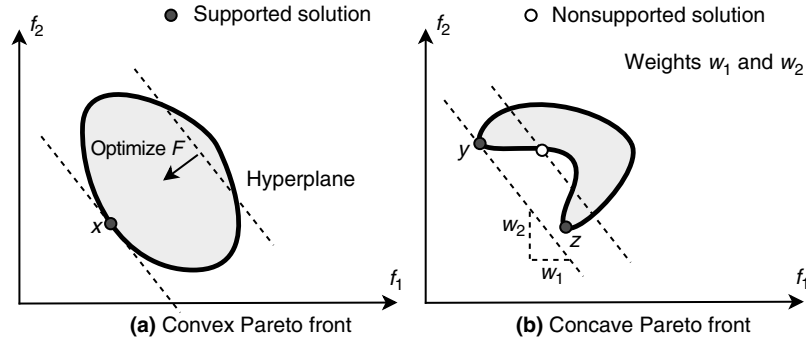 Supported solution
Nonsupported solution
f2
f2
Weights w1 and w2
Optimize F
Hyperplane
x
y
w2
z
w1
f1
f1
(a) Convex Pareto front
(b) Concave Pareto front